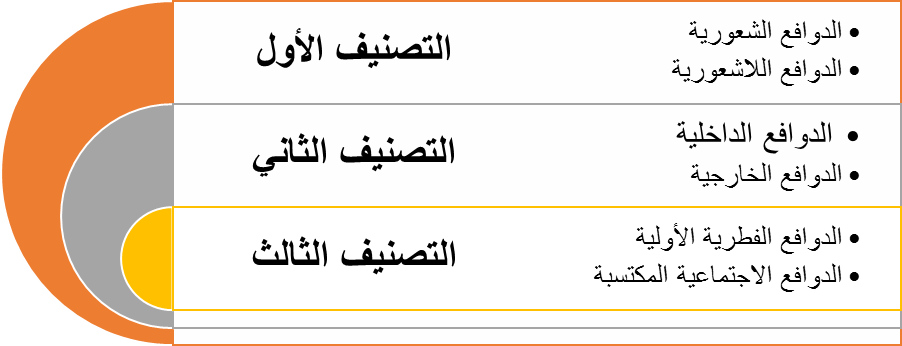 التصنيف الأول
• الدوافع الشعورية
• الدوافع اللاشعورية
التصنيف الثاني
• الدوافع الداخلية
• الدوافع الخارجية
التصنيف الثالث
• الدوافع الفطرية الأولية
• الدوافع الاجتماعية المكتسبة